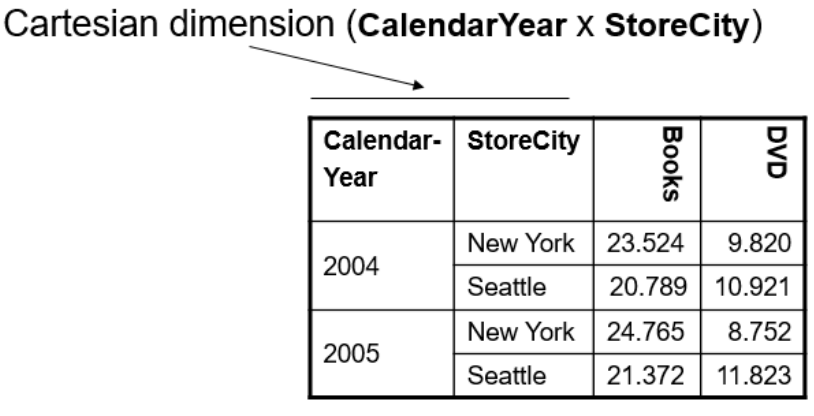 Cartesian dimension (CalendarYear x StoreCity)
Calendar-
Year
StoreCity
Books
DVD
2004
New York 23.524 9.820
Seattle 20.789 10.921
2005
New York 24.765 8.752
Seattle 21.372 11.823